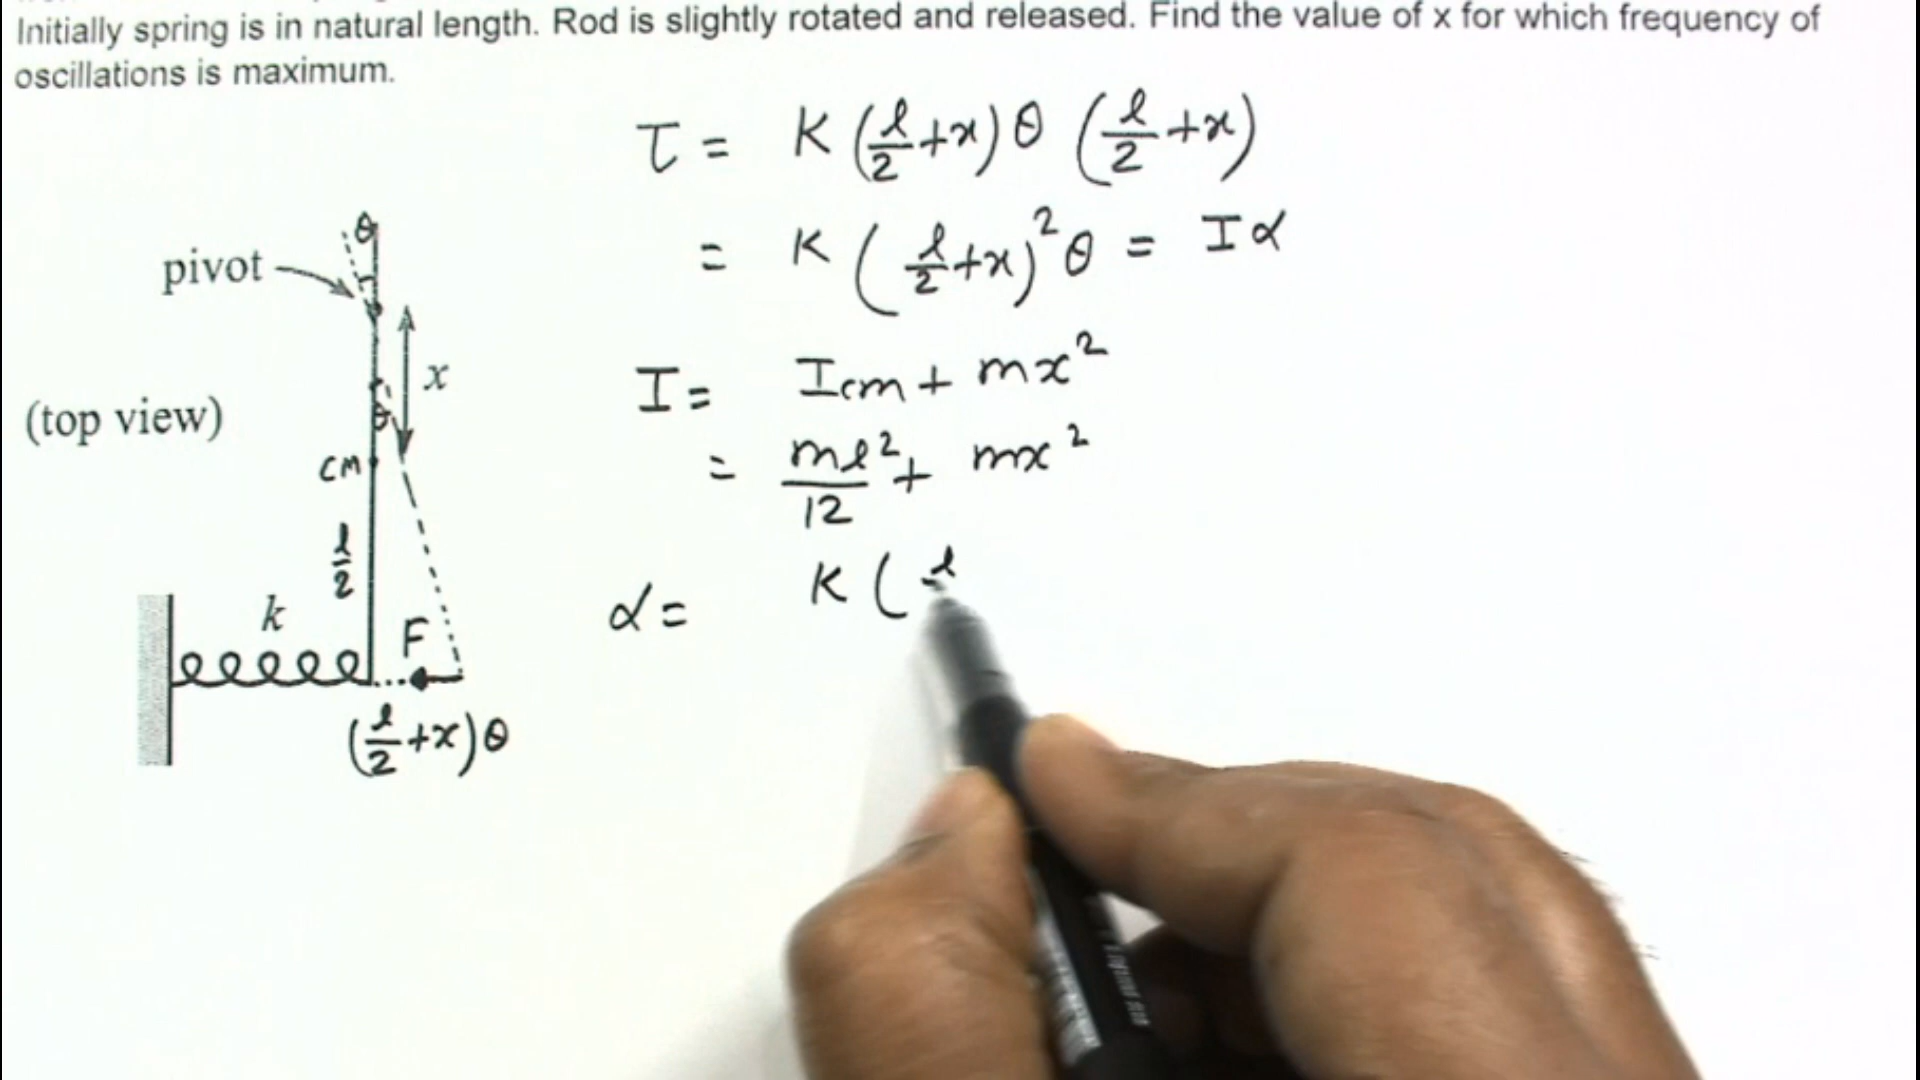 Initially spring is in natural length. Rod is slightly rotated and released. Find the value of x for which frequency of
oscillations is maximum.
τ = K (l/2 + x) θ (l/2 + x)
= K (l/2 + x)² θ = Iα
I = Icm + mx²
= ml²/12 + mx²
α = K ( l
θ
pivot
x
(top view)
θ
CM
l/2
k
F
(l/2 + x) θ